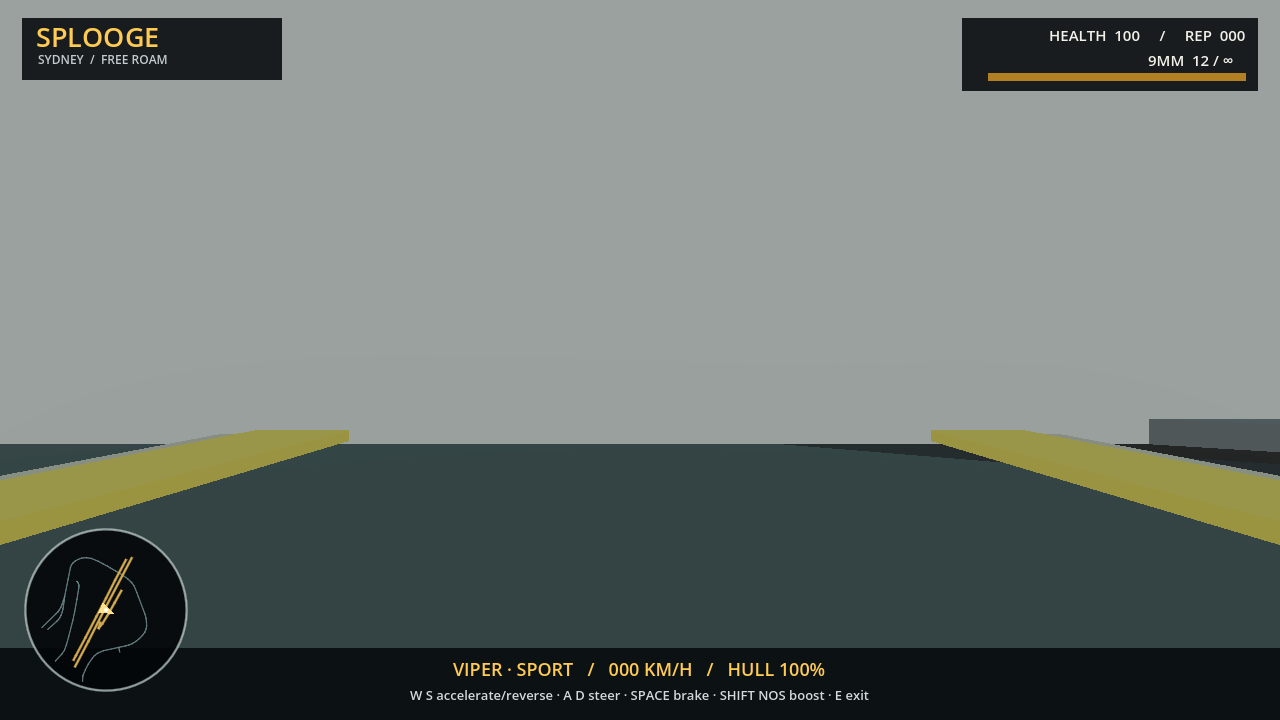 SPLOOGE
SYDNEY / FREE ROAM
HEALTH 100 / REP 000
9MM 12 / ∞
VIPER · SPORT / 000 KM/H / HULL 100%
W S accelerate/reverse · A D steer · SPACE brake · SHIFT NOS boost · E exit